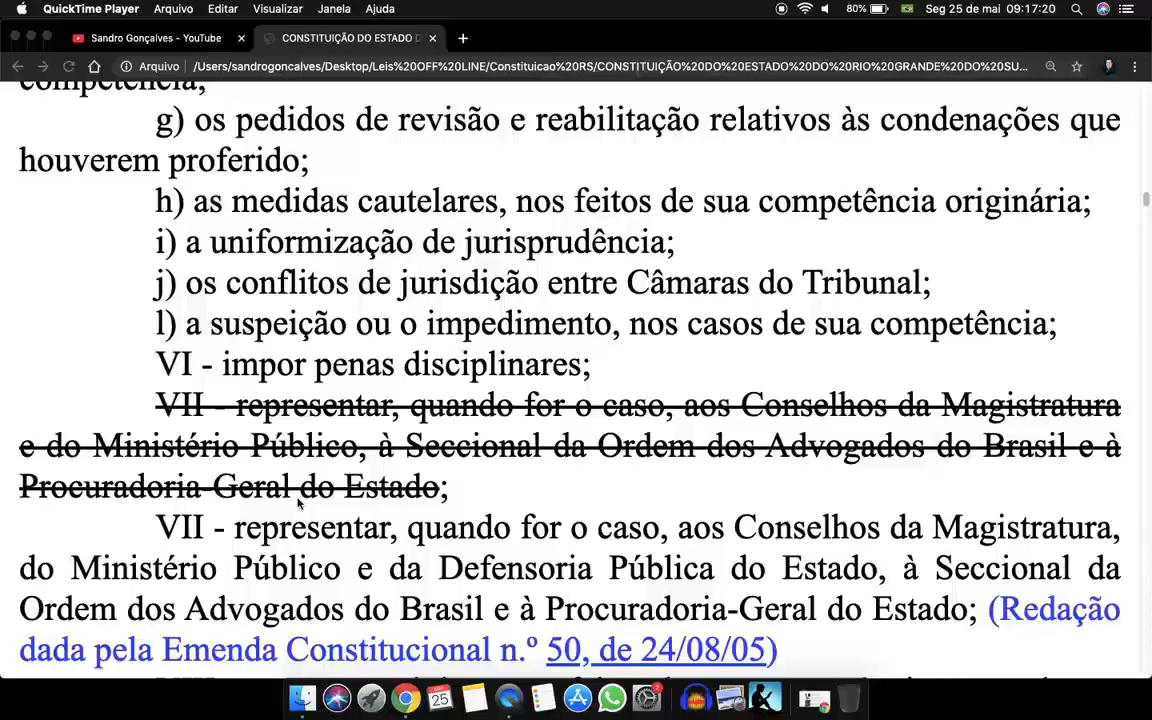 QuickTime Player Arquivo Editar Visualizar Janela Ajuda 80% Seg 25 de mai 09:17:20
Sandro Gonçalves - YouTube CONSTITUIÇÃO DO ESTADO
Arquivo /Users/sandrogoncalves/Desktop/Leis%20OFF%20LINE/Constituicao%20RS/CONSTITUIÇÃO%20DO%20ESTADO%20DO%20RIO%20GRANDE%20DO%20SU...
competência;
g) os pedidos de revisão e reabilitação relativos às condenações que
houverem proferido;
h) as medidas cautelares, nos feitos de sua competência originária;
i) a uniformização de jurisprudência;
j) os conflitos de jurisdição entre Câmaras do Tribunal;
l) a suspeição ou o impedimento, nos casos de sua competência;
VI - impor penas disciplinares;
VII - representar, quando for o caso, aos Conselhos da Magistratura
e do Ministério Público, à Seccional da Ordem dos Advogados do Brasil e à
Procuradoria-Geral do Estado;
VII - representar, quando for o caso, aos Conselhos da Magistratura,
do Ministério Público e da Defensoria Pública do Estado, à Seccional da
Ordem dos Advogados do Brasil e à Procuradoria-Geral do Estado; (Redação
dada pela Emenda Constitucional n.º 50, de 24/08/05)
25